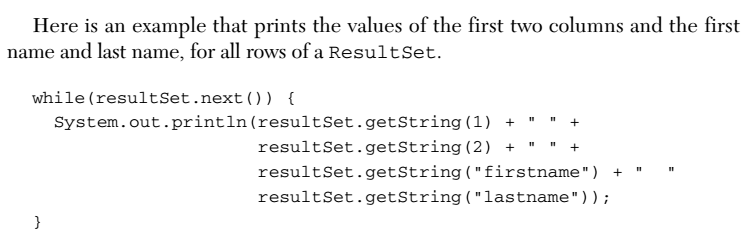 Here is an example that prints the values of the first two columns and the first
name and last name, for all rows of a ResultSet.
while(resultSet.next()) {
System.out.println(resultSet.getString(1) + " " +
resultSet.getString(2) + " " +
resultSet.getString("firstname") + "  "
resultSet.getString("lastname"));
}